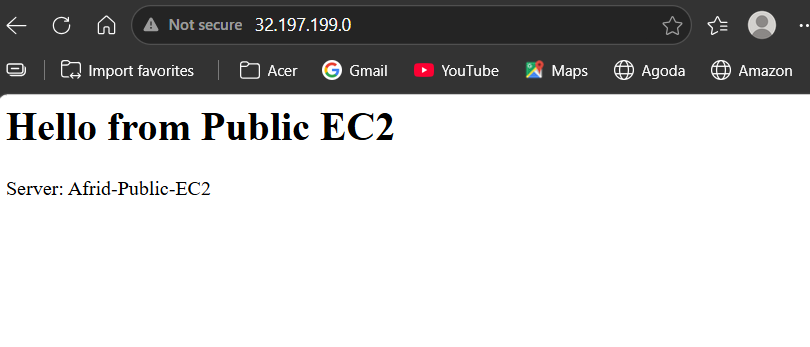 Not secure 32.197.199.0
Import favorites Acer Gmail YouTube Maps Agoda Amazon
Hello from Public EC2
Server: Afrid-Public-EC2